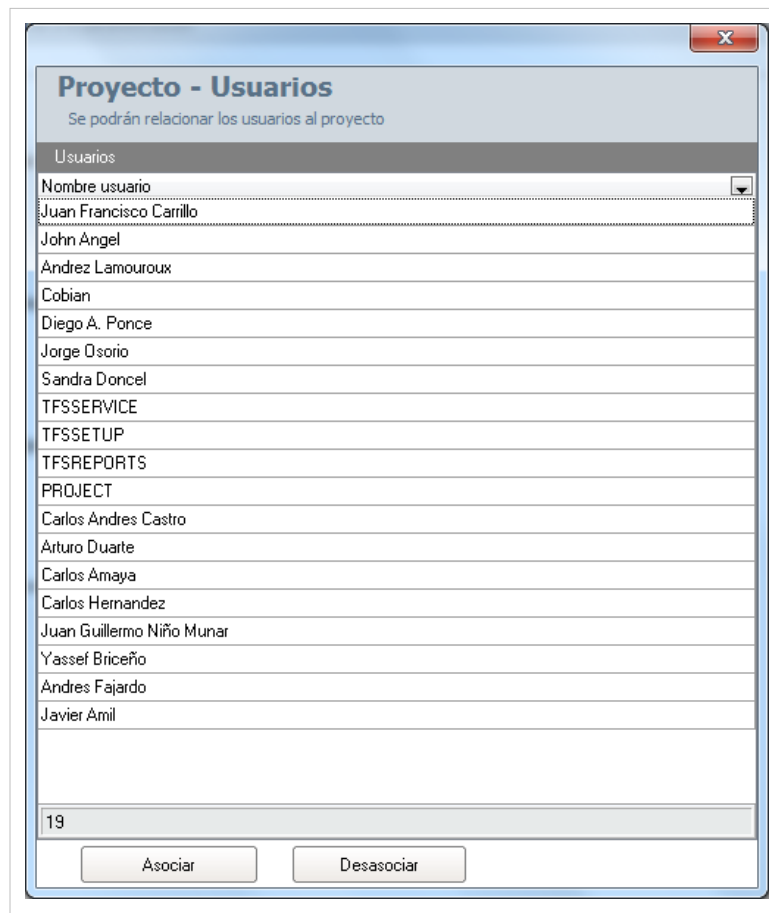 Proyecto - Usuarios
Se podrán relacionar los usuarios al proyecto
Usuarios
Nombre usuario
Juan Francisco Carrillo
John Angel
Andrez Lamouroux
Cobian
Diego A. Ponce
Jorge Osorio
Sandra Doncel
TFSSERVICE
TFSSETUP
TFSREPORTS
PROJECT
Carlos Andres Castro
Arturo Duarte
Carlos Amaya
Carlos Hernandez
Juan Guillermo Niño Munar
Yassef Briceño
Andres Fajardo
Javier Amil
19
Asociar Desasociar